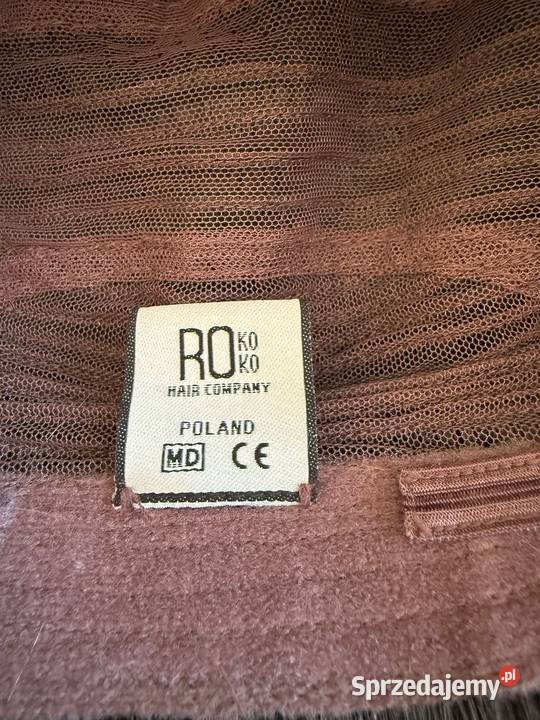 ROKOKO
HAIR COMPANY
POLAND
MD CE
Sprzedajemy.pl